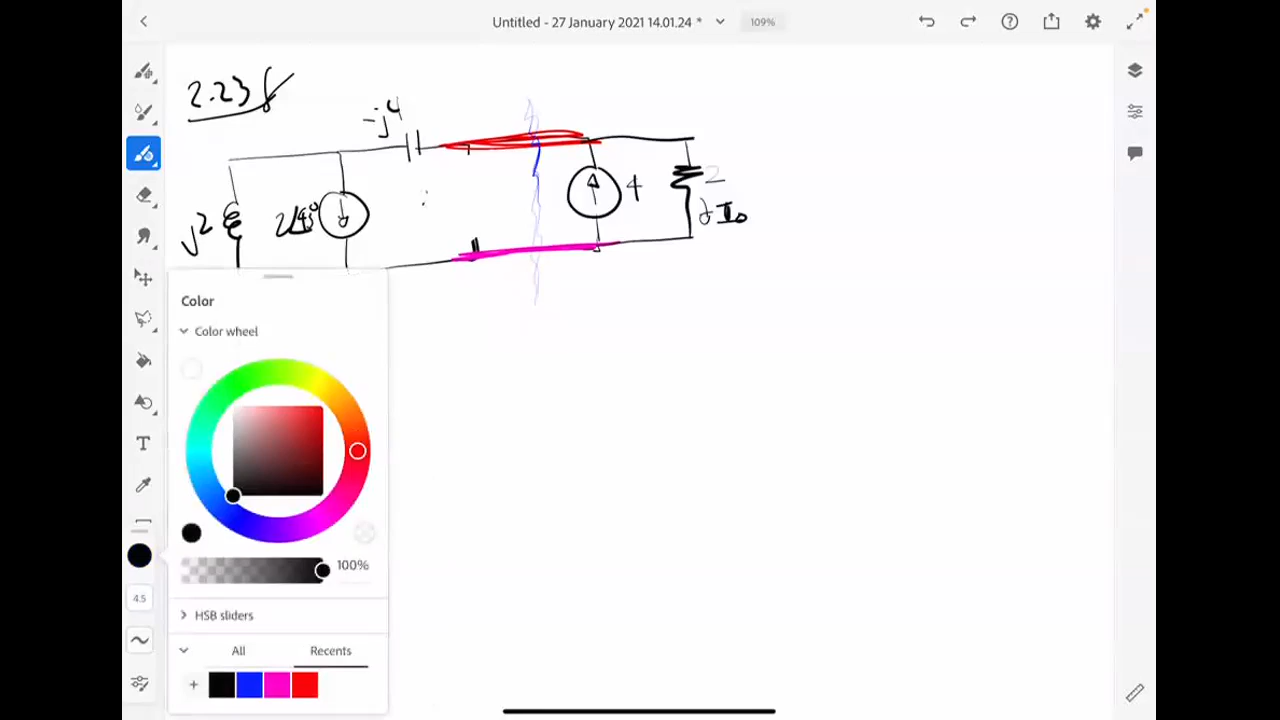 Untitled - 27 January 2021 14.01.24 *
109%
2.23
-j4
j2
2∠45°
4
2
I₀
Color
Color wheel
100%
HSB sliders
All
Recents
4.5
T
+